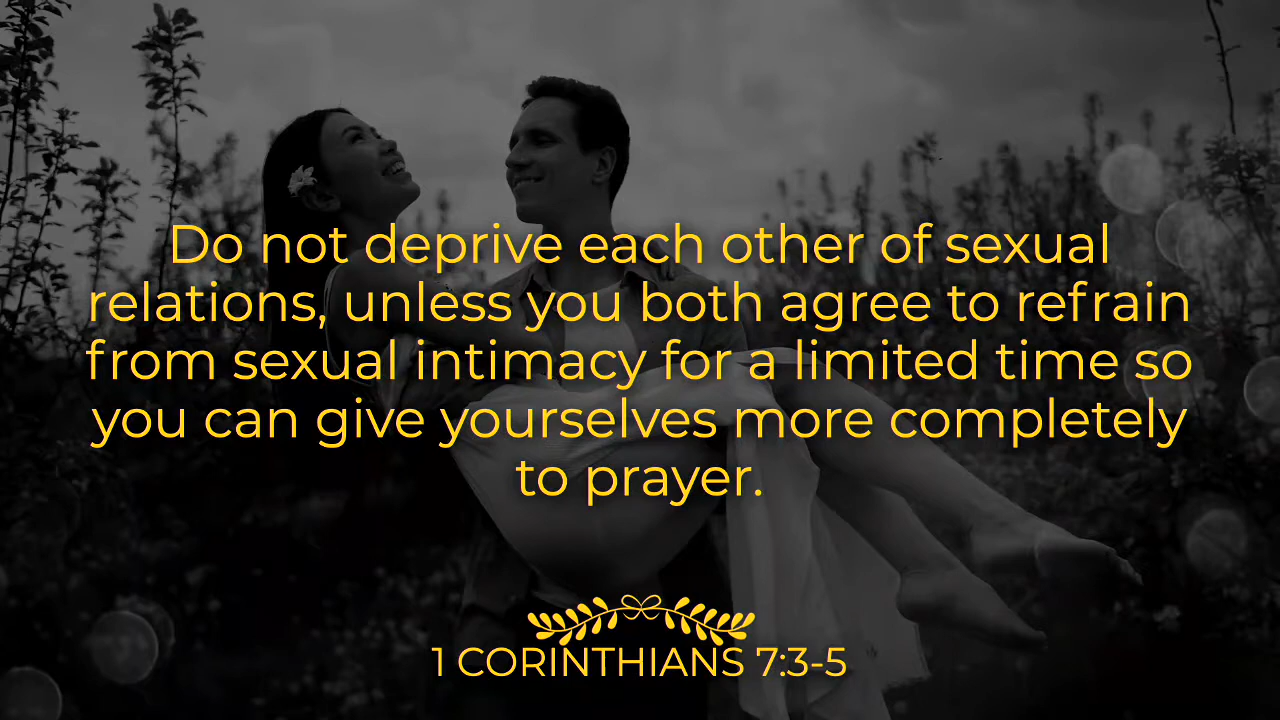 Do not deprive each other of sexual
relations, unless you both agree to refrain
from sexual intimacy for a limited time so
you can give yourselves more completely
to prayer.
1 CORINTHIANS 7:3-5